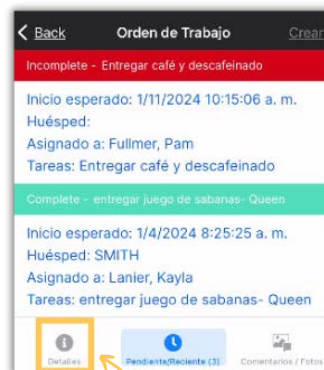 Back Orden de Trabajo Crear
Incomplete - Entregar café y descafeinado
Inicio esperado: 1/11/2024 10:15:06 a. m.
Huésped:
Asignado a: Fullmer, Pam
Tareas: Entregar café y descafeinado
Complete - entregar juego de sabanas- Queen
Inicio esperado: 1/4/2024 8:25:25 a. m.
Huésped: SMITH
Asignado a: Lanier, Kayla
Tareas: entregar juego de sabanas- Queen
Detalles Pendiente/Reciente (3) Comentarios / Fotos